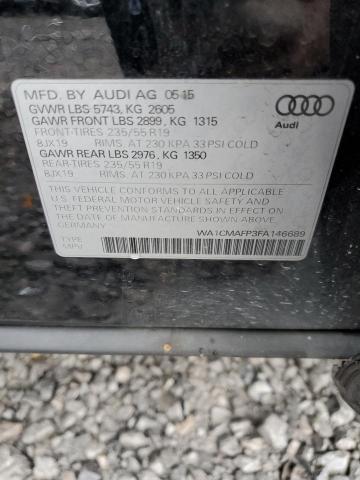 MFD. BY AUDI AG 05 15
GVWR LBS 5743, KG 2605
GAWR FRONT LBS 2899, KG 1315
FRONT-TIRES 235/55 R19
8JX19 RIMS, AT 230 KPA 33 PSI COLD
GAWR REAR LBS 2976, KG 1350
REAR-TIRES 235/55 R19
8JX19 RIMS, AT 230 KPA 33 PSI COLD
THIS VEHICLE CONFORMS TO ALL APPLICABLE
U.S. FEDERAL MOTOR VEHICLE SAFETY AND
THEFT PREVENTION STANDARDS IN EFFECT ON
THE DATE OF MANUFACTURE SHOWN ABOVE.
WA1CMAFP3FA146689
TYPE:
MPV
Audi